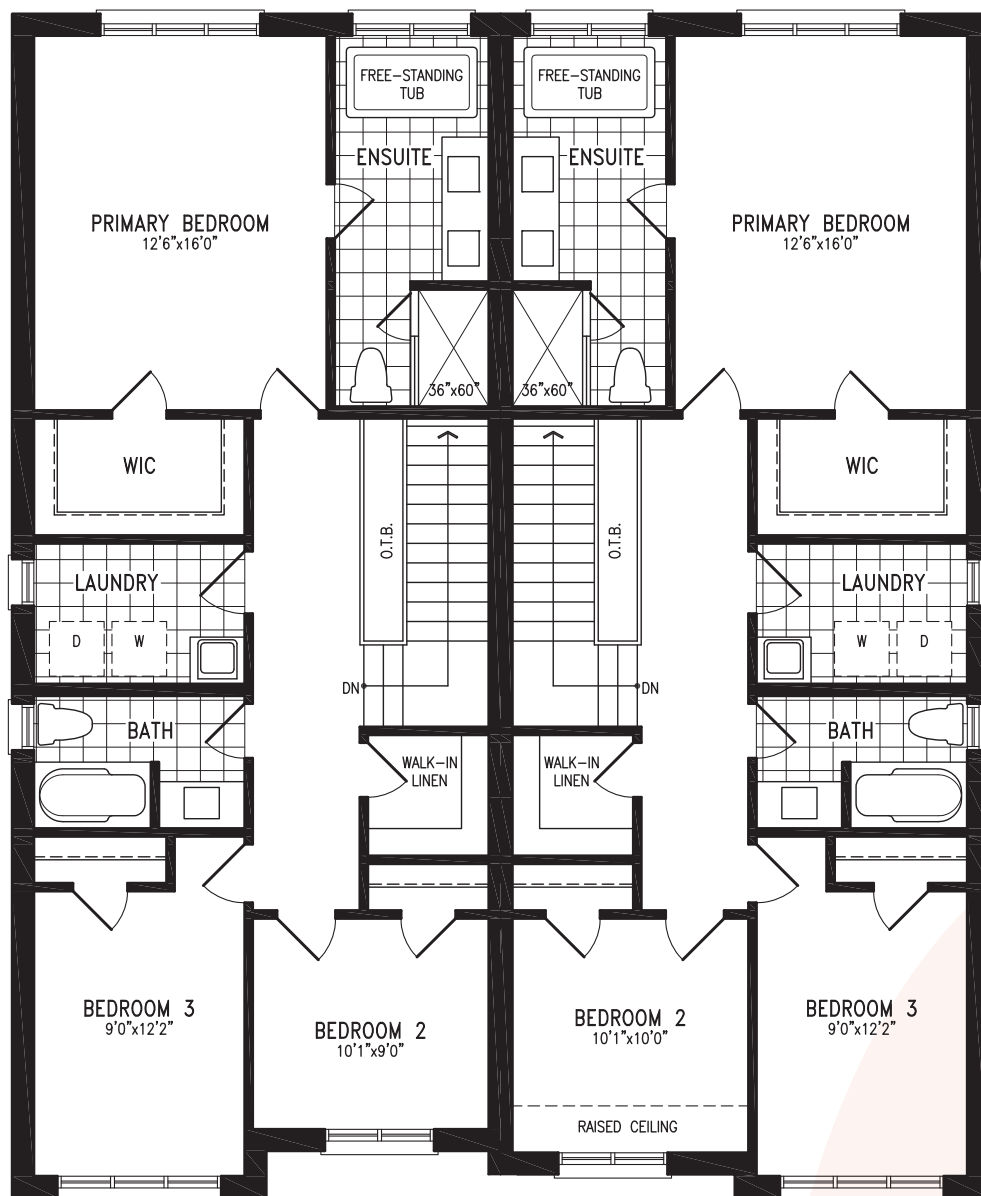 FREE-STANDING
TUB
FREE-STANDING
TUB
ENSUITE
ENSUITE
PRIMARY BEDROOM
12'6"x16'0"
PRIMARY BEDROOM
12'6"x16'0"
36"x60"
36"x60"
WIC
WIC
O.T.B.
O.T.B.
LAUNDRY
LAUNDRY
D
W
W
D
DN
DN
BATH
BATH
WALK-IN
LINEN
WALK-IN
LINEN
BEDROOM 3
9'0"x12'2"
BEDROOM 2
10'1"x9'0"
BEDROOM 2
10'1"x10'0"
BEDROOM 3
9'0"x12'2"
RAISED CEILING